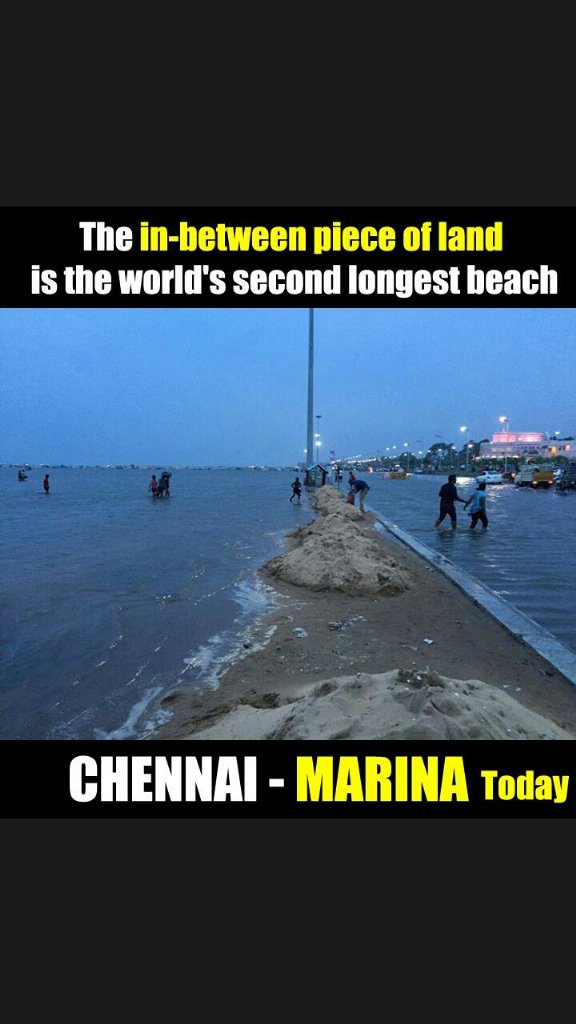 The in-between piece of land
is the world's second longest beach
CHENNAI - MARINA Today